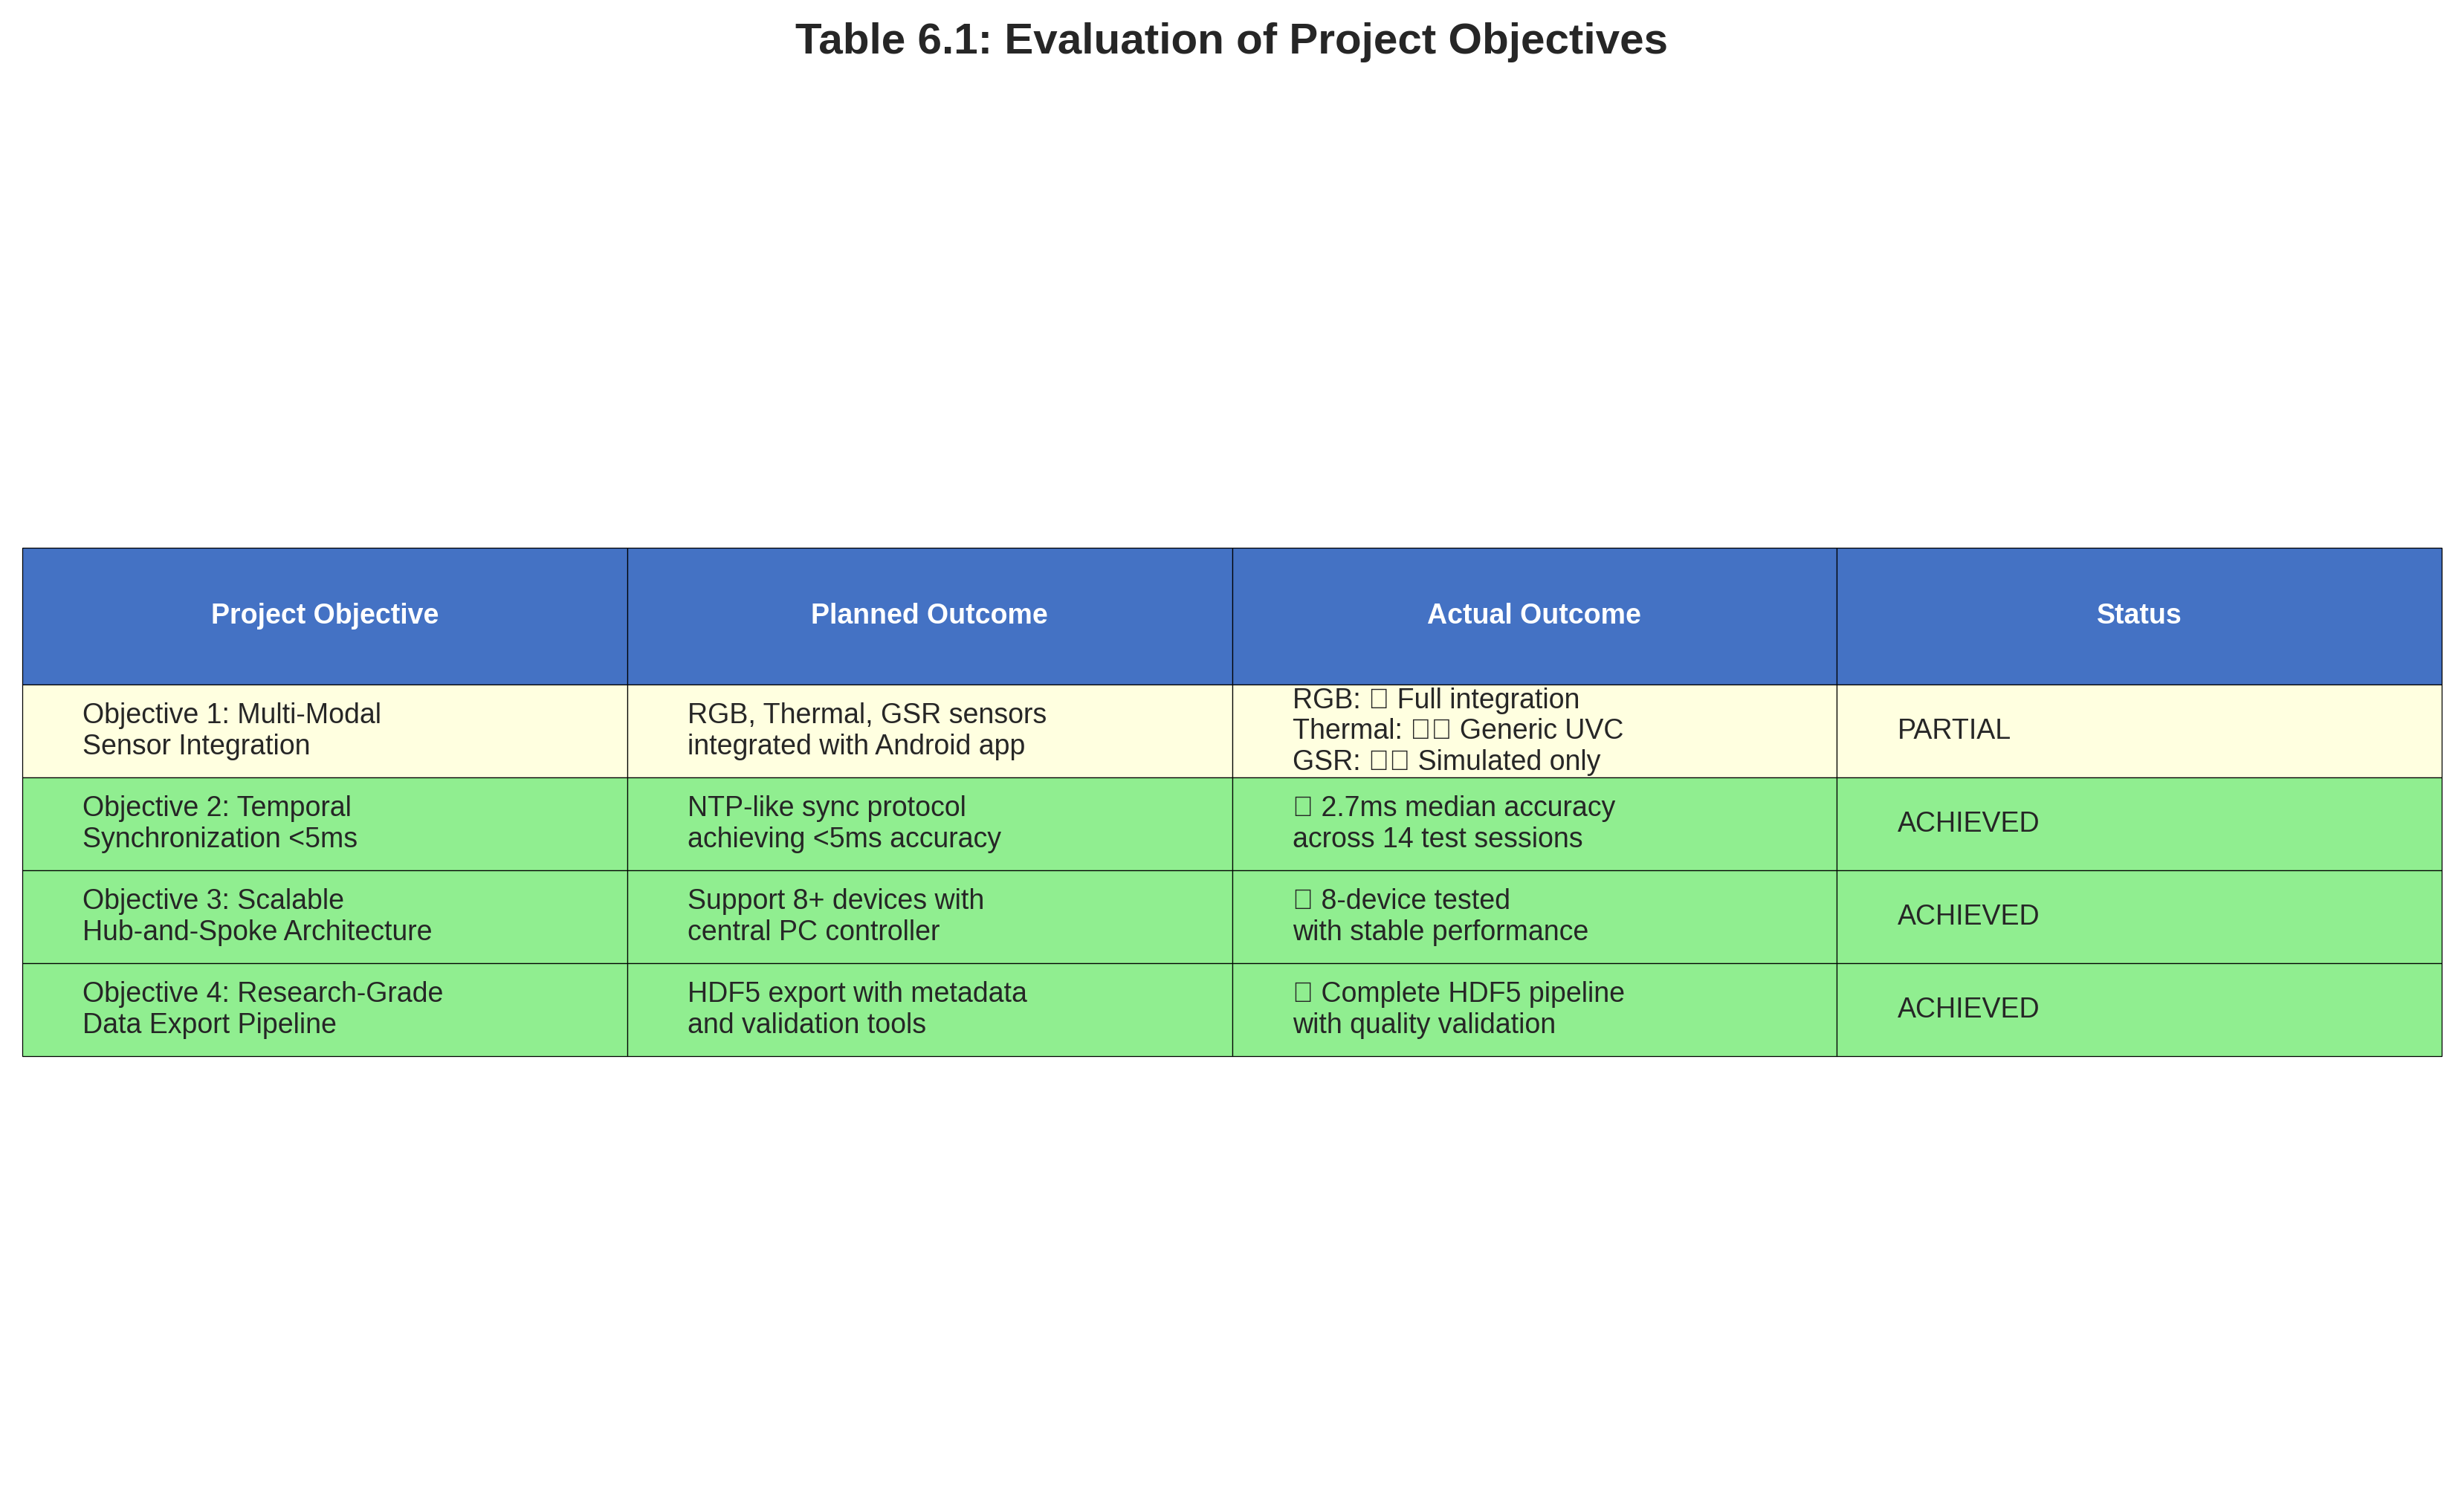 Table 6.1: Evaluation of Project Objectives
Project Objective
Planned Outcome
Actual Outcome
Status
Objective 1: Multi-Modal
Sensor Integration
RGB, Thermal, GSR sensors
integrated with Android app
RGB: ▯ Full integration
Thermal: ▯▯ Generic UVC
GSR: ▯▯ Simulated only
PARTIAL
Objective 2: Temporal
Synchronization <5ms
NTP-like sync protocol
achieving <5ms accuracy
▯ 2.7ms median accuracy
across 14 test sessions
ACHIEVED
Objective 3: Scalable
Hub-and-Spoke Architecture
Support 8+ devices with
central PC controller
▯ 8-device tested
with stable performance
ACHIEVED
Objective 4: Research-Grade
Data Export Pipeline
HDF5 export with metadata
and validation tools
▯ Complete HDF5 pipeline
with quality validation
ACHIEVED